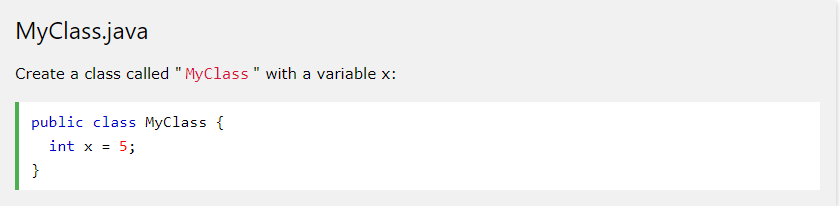 MyClass.java
Create a class called "MyClass" with a variable x:
public class MyClass {
  int x = 5;
}